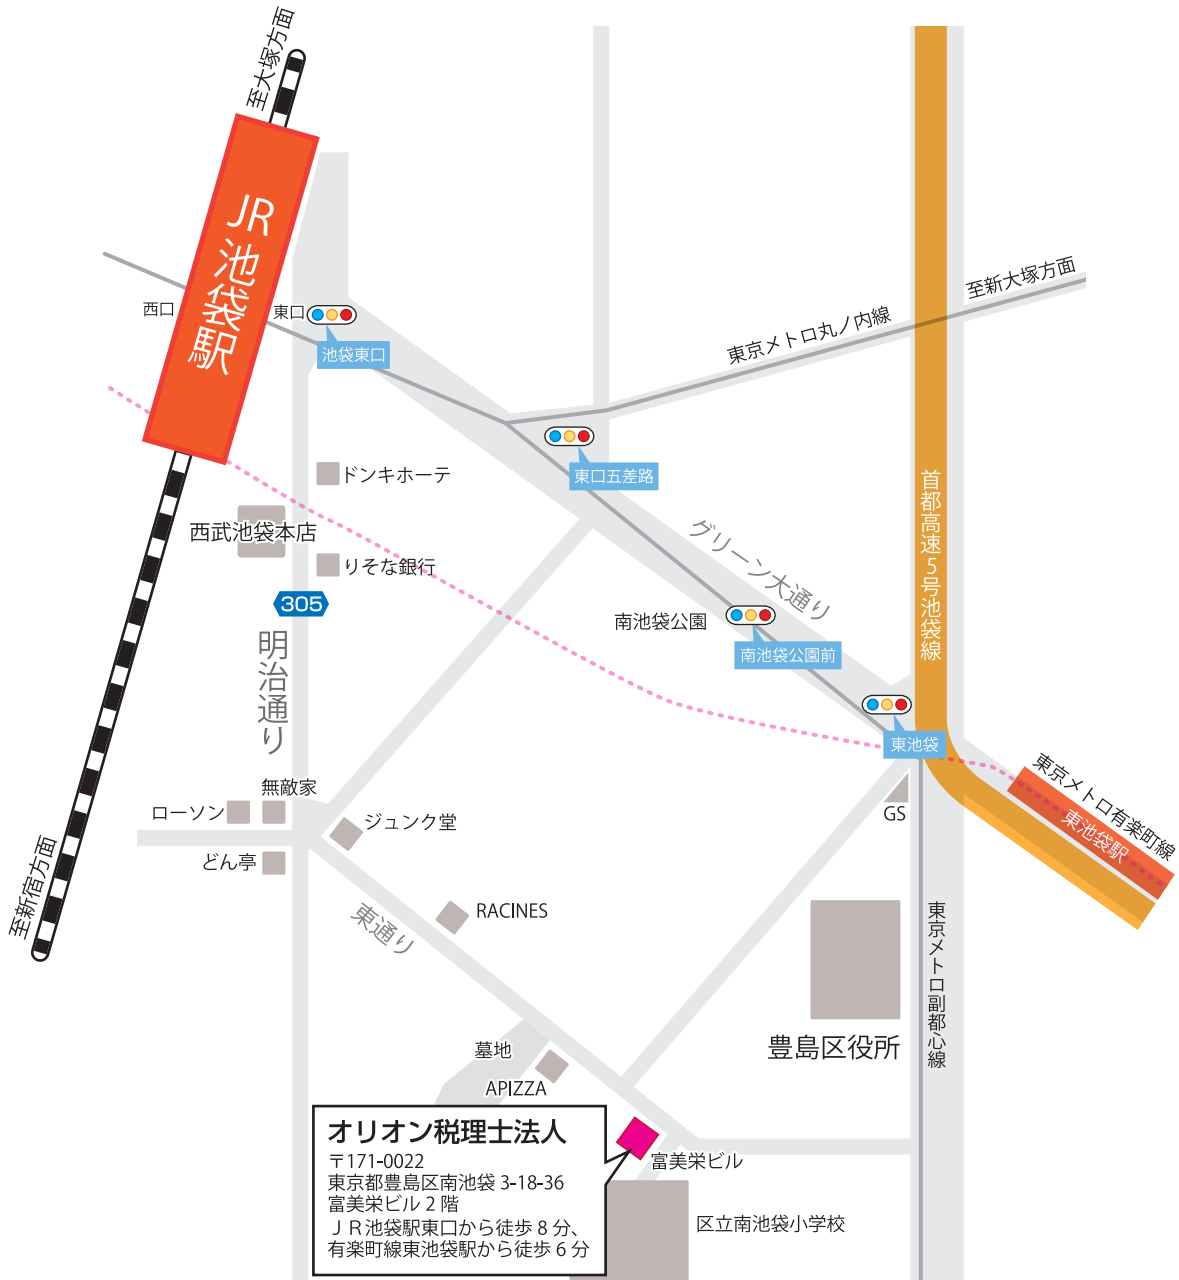 至大塚方面
JR池袋駅
西口
東口
池袋東口
至新大塚方面
東京メトロ丸ノ内線
東口五差路
ドンキホーテ
西武池袋本店
りそな銀行
305
明治通り
グリーン大通り
首都高速5号池袋線
南池袋公園
南池袋公園前
東池袋
東京メトロ有楽町線
東池袋駅
GS
無敵家
ローソン
ジュンク堂
どん亭
至新宿方面
RACINES
東通り
東京メトロ副都心線
豊島区役所
墓地
APIZZA
オリオン税理士法人
〒171-0022
東京都豊島区南池袋 3-18-36
富美栄ビル 2 階
ＪＲ池袋駅東口から徒歩 8 分、
有楽町線東池袋駅から徒歩 6 分
富美栄ビル
区立南池袋小学校